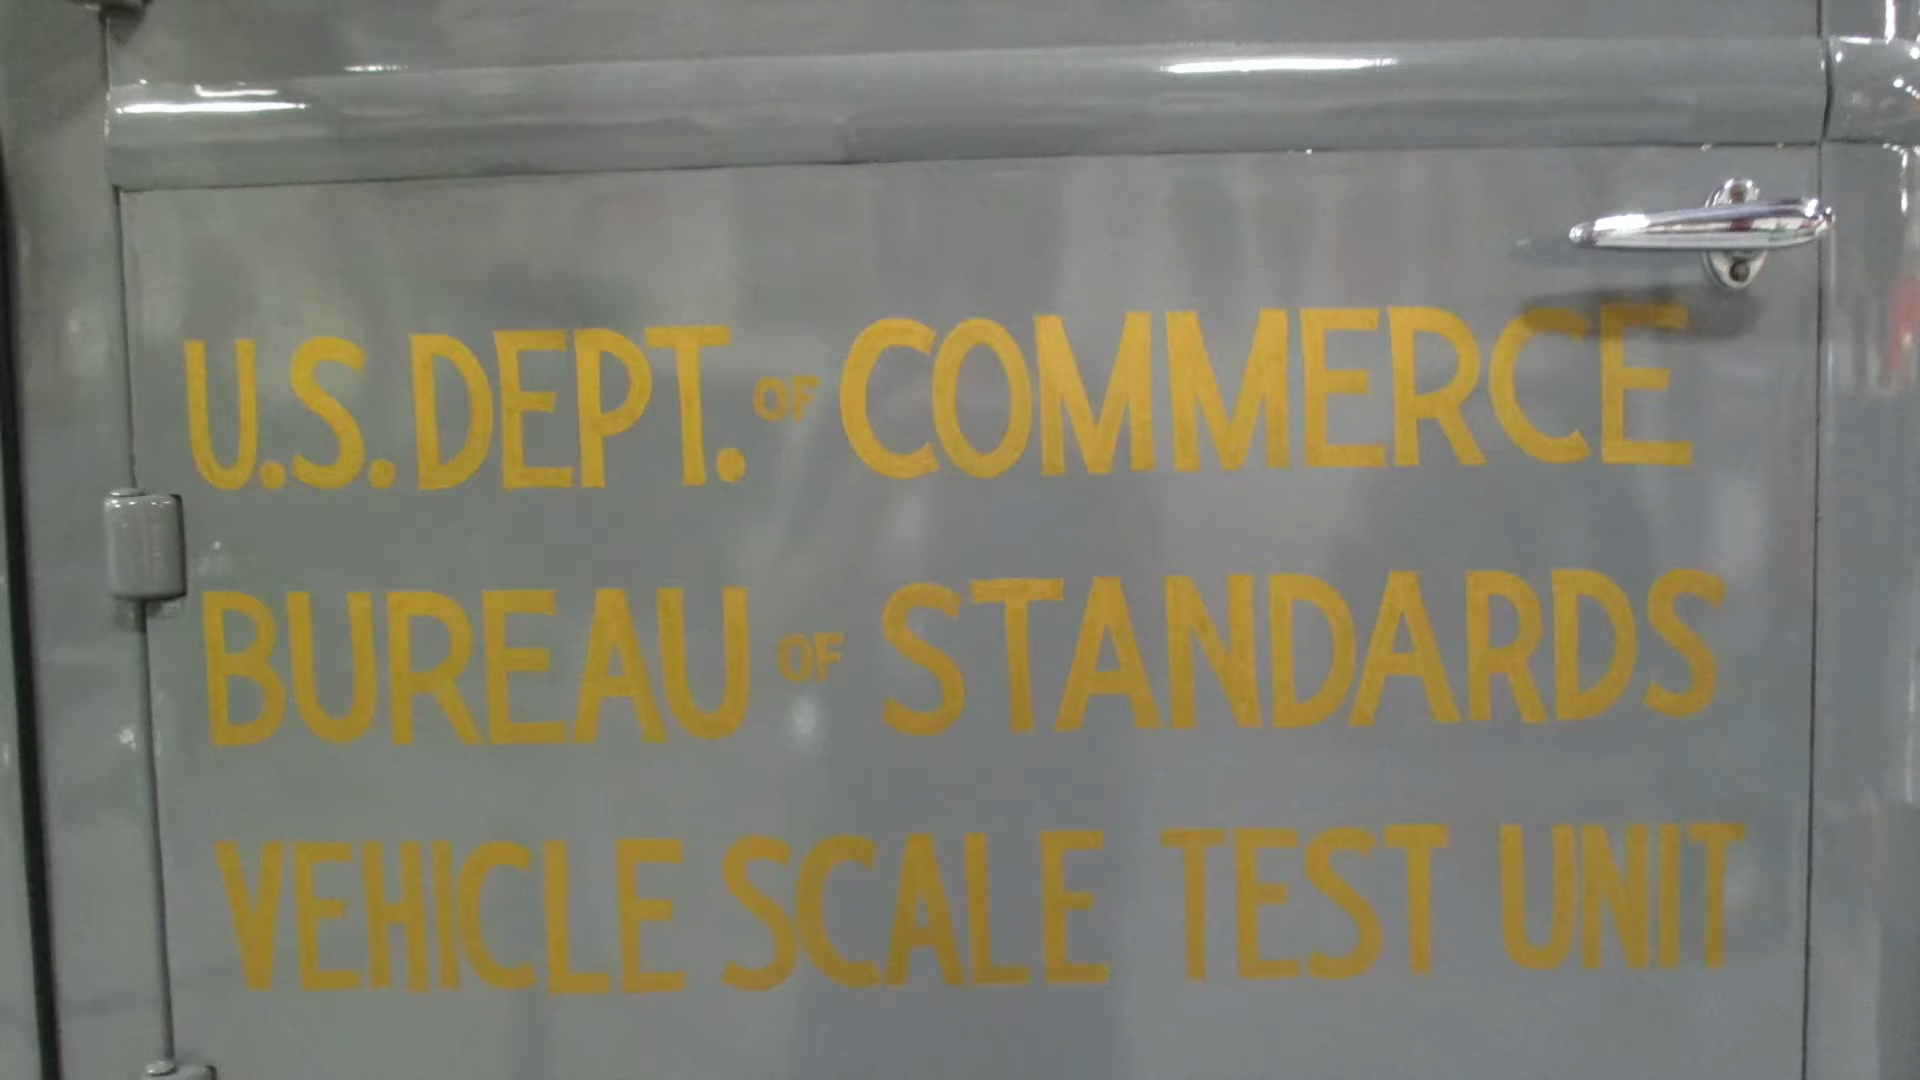 U.S. DEPT. OF COMMERCE
BUREAU OF STANDARDS
VEHICLE SCALE TEST UNIT